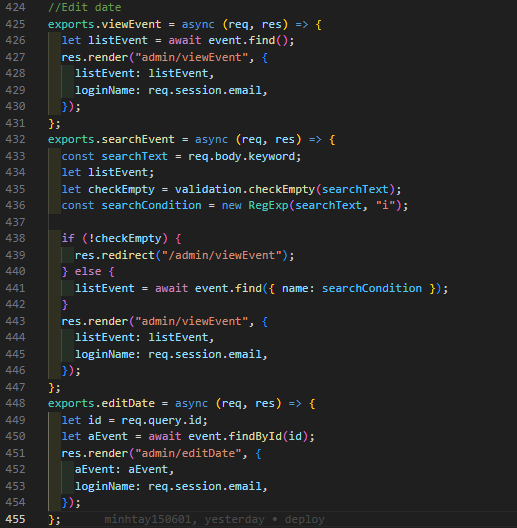 424 //Edit date
425 exports.viewEvent = async (req, res) => {
426 let listEvent = await event.find();
427 res.render("admin/viewEvent", {
428 listEvent: listEvent,
429 loginName: req.session.email,
430 });
431 };
432 exports.searchEvent = async (req, res) => {
433 const searchText = req.body.keyword;
434 let listEvent;
435 let checkEmpty = validation.checkEmpty(searchText);
436 const searchCondition = new RegExp(searchText, "i");
437
438 if (!checkEmpty) {
439 res.redirect("/admin/viewEvent");
440 } else {
441 listEvent = await event.find({ name: searchCondition });
442 }
443 res.render("admin/viewEvent", {
444 listEvent: listEvent,
445 loginName: req.session.email,
446 });
447 };
448 exports.editDate = async (req, res) => {
449 let id = req.query.id;
450 let aEvent = await event.findById(id);
451 res.render("admin/editDate", {
452 aEvent: aEvent,
453 loginName: req.session.email,
454 });
455 }; minhtay150601, yesterday • deploy